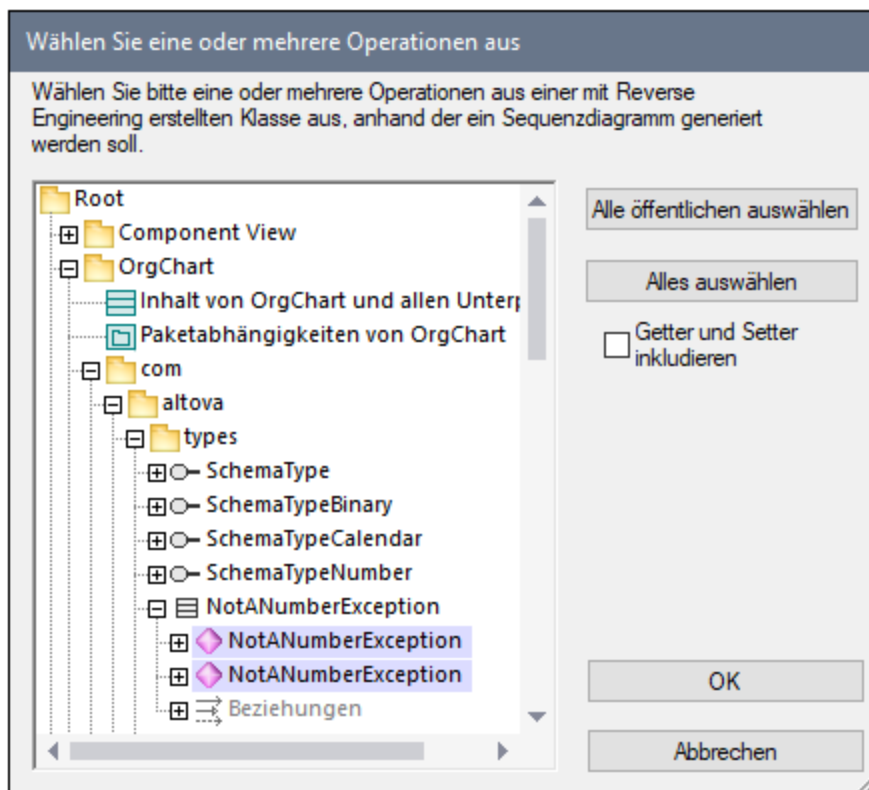 Wählen Sie eine oder mehrere Operationen aus
Wählen Sie bitte eine oder mehrere Operationen aus einer mit Reverse
Engineering erstellten Klasse aus, anhand der ein Sequenzdiagramm generiert
werden soll.
Root
Component View
OrgChart
Inhalt von OrgChart und allen Unterp
Paketabhängigkeiten von OrgChart
com
altova
types
SchemaType
SchemaTypeBinary
SchemaTypeCalendar
SchemaTypeNumber
NotANumberException
NotANumberException
NotANumberException
Beziehungen
Alle öffentlichen auswählen
Alles auswählen
Getter und Setter
inkludieren
OK
Abbrechen